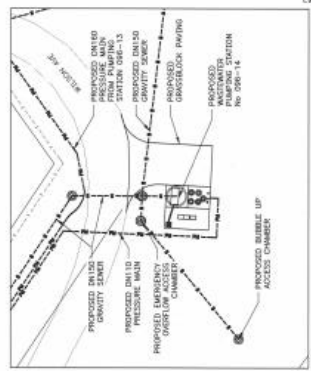 WILSON AVE
PROPOSED DN160
PRESSURE MAIN
FROM PUMPING
STATION 096-13
PROPOSED DN150
GRAVITY SEWER
PROPOSED
GRASSBLOCK PAVING
PROPOSED
WASTEWATER
PUMPING STATION
No 096-14
PROPOSED DN150
GRAVITY SEWER
PROPOSED DN110
PRESSURE MAIN
PROPOSED EMERGENCY
OVERFLOW ACCESS
CHAMBER
PROPOSED BUBBLE UP
ACCESS CHAMBER